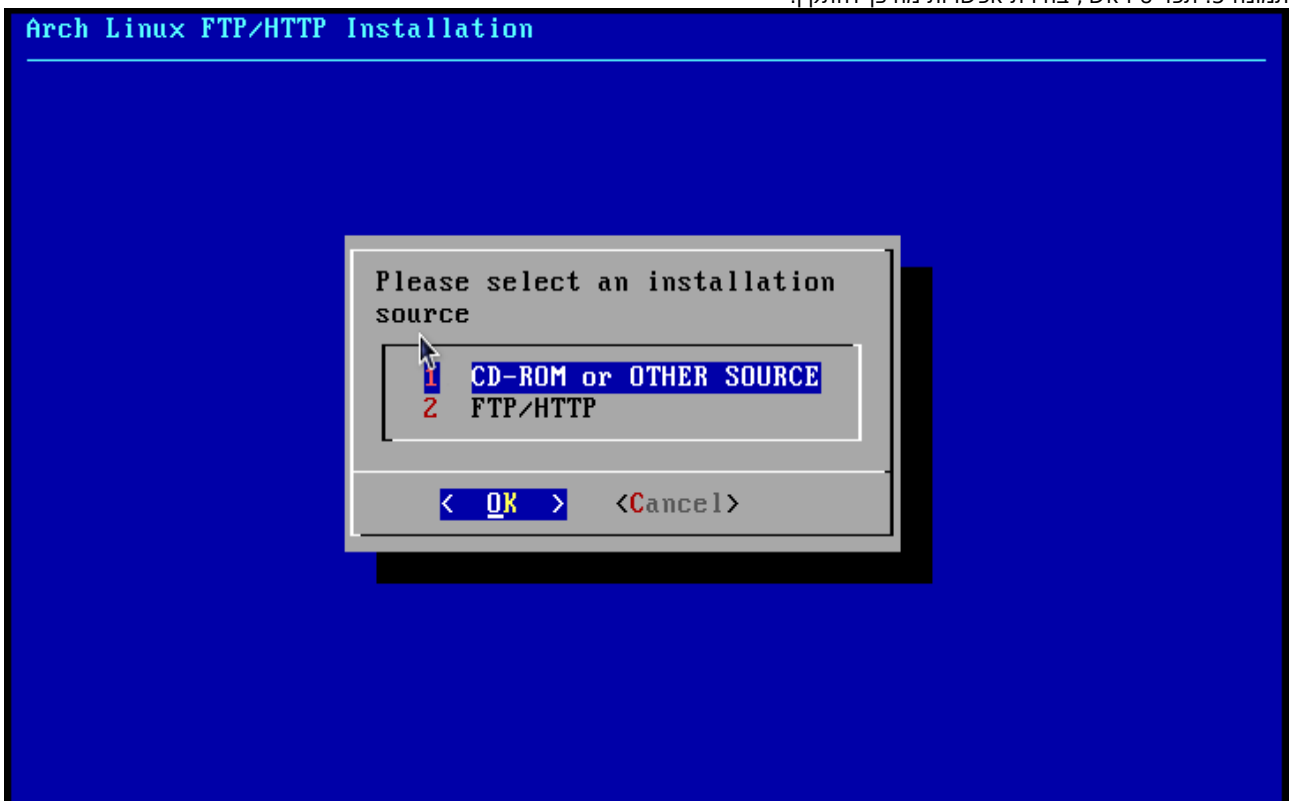 Arch Linux FTP/HTTP Installation
Please select an installation
source
1 CD-ROM or OTHER SOURCE
2 FTP/HTTP
< OK > <Cancel>